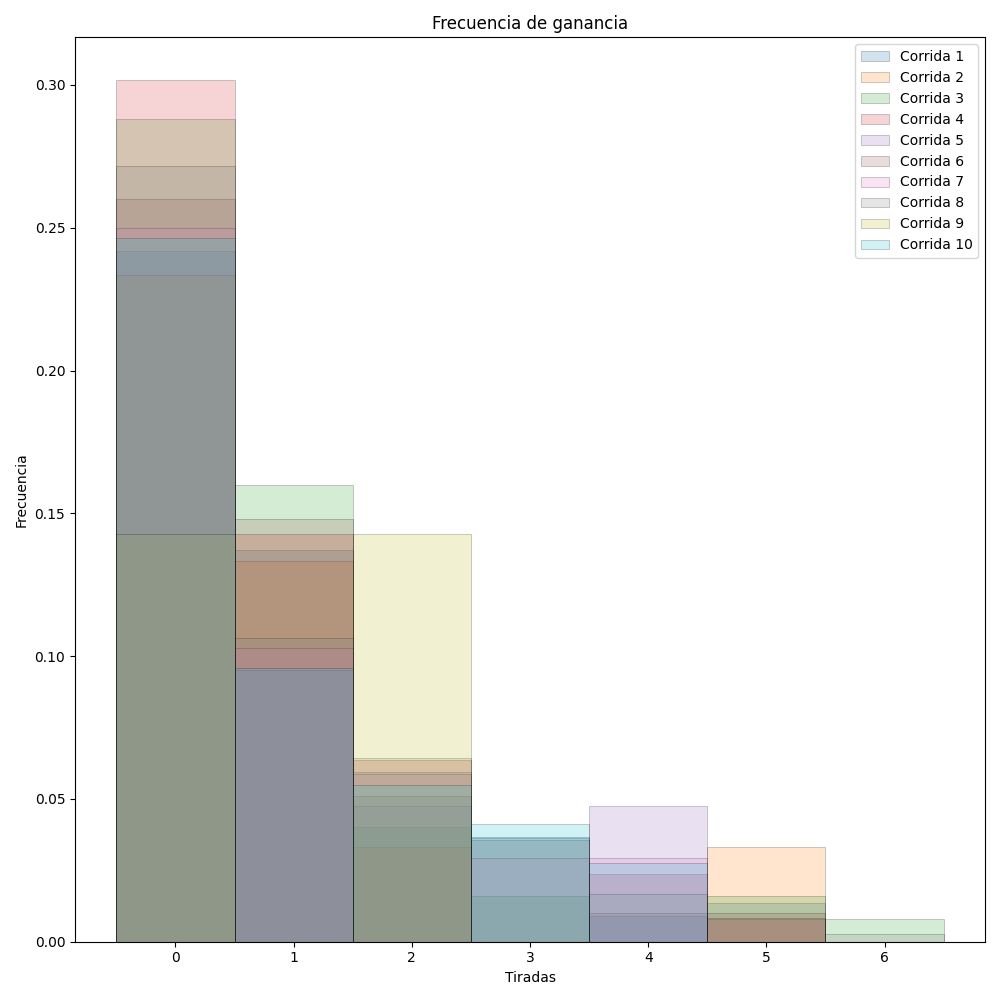 Frecuencia de ganancia
Corrida 1
Corrida 2
Corrida 3
Corrida 4
Corrida 5
Corrida 6
Corrida 7
Corrida 8
Corrida 9
Corrida 10
Frecuencia
0.30
0.25
0.20
0.15
0.10
0.05
0.00
0 1 2 3 4 5 6
Tiradas